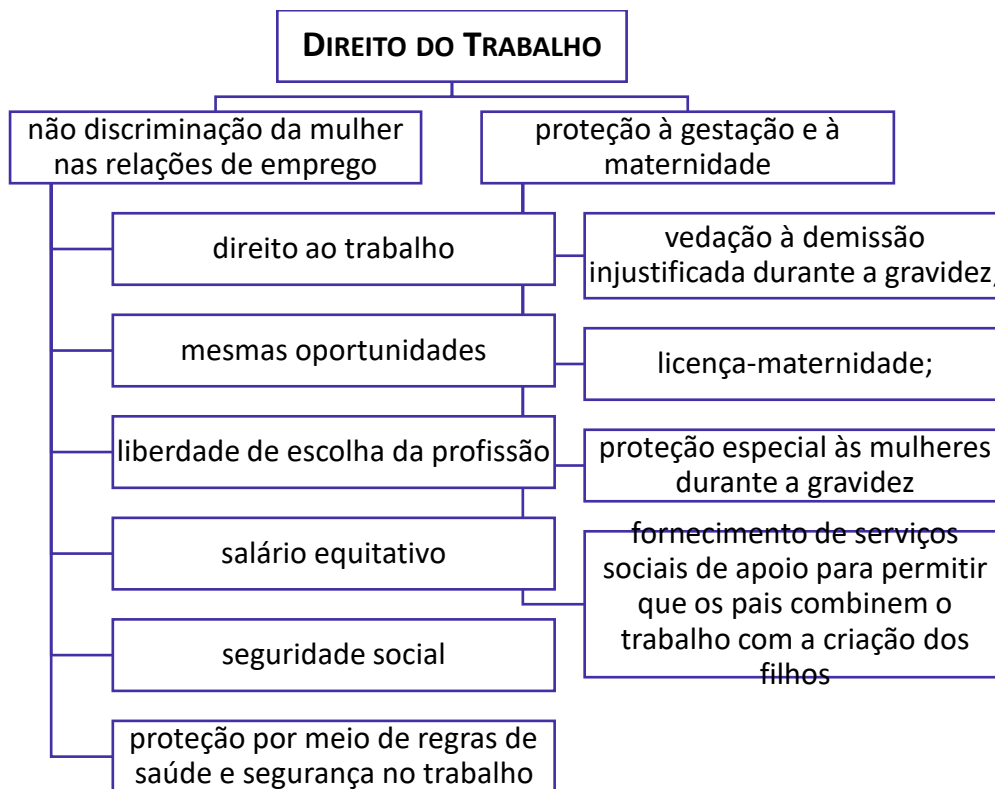 DIREITO DO TRABALHO
não discriminação da mulher
nas relações de emprego
direito ao trabalho
mesmas oportunidades
liberdade de escolha da profissão
salário equitativo
seguridade social
proteção por meio de regras de
saúde e segurança no trabalho
proteção à gestação e à
maternidade
vedação à demissão
injustificada durante a gravidez;
licença-maternidade;
proteção especial às mulheres
durante a gravidez
fornecimento de serviços
sociais de apoio para permitir
que os pais combinem o
trabalho com a criação dos
filhos